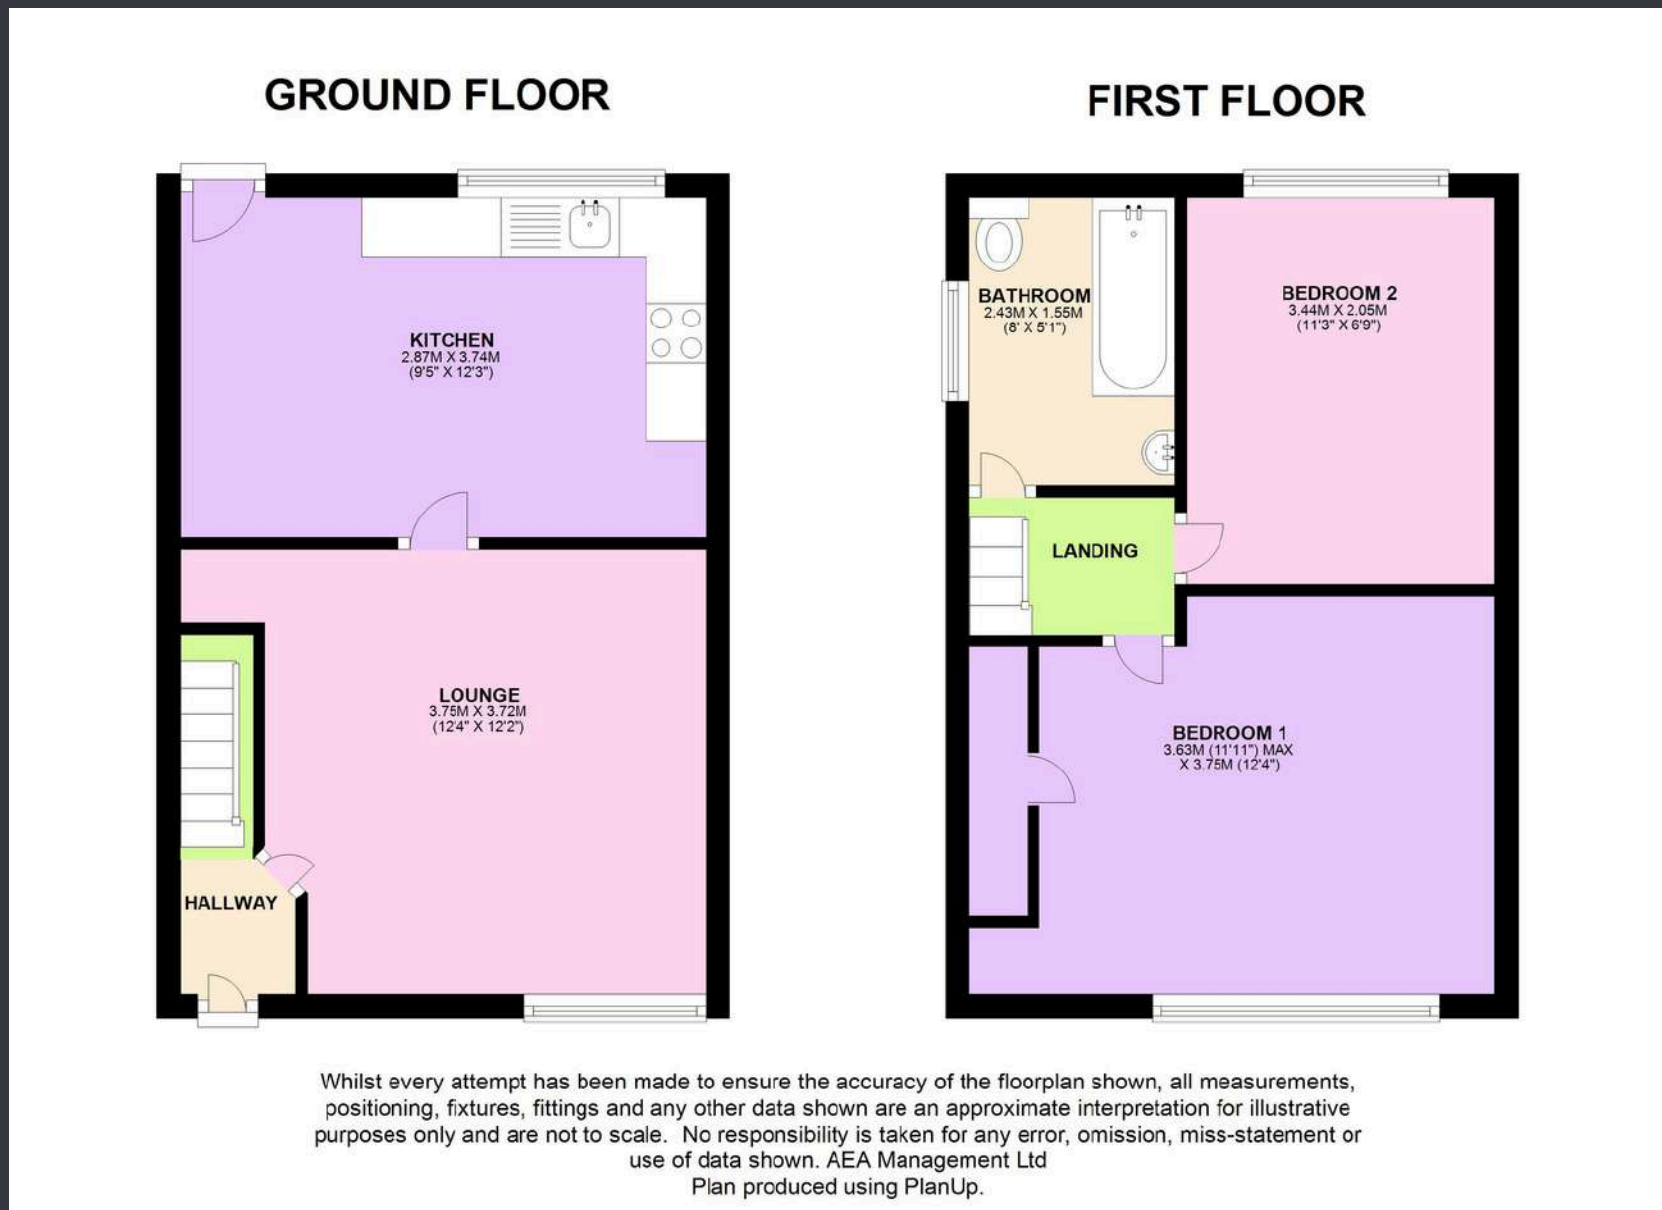 GROUND FLOOR
FIRST FLOOR
KITCHEN
2.87M X 3.74M
(9'5" X 12'3")
LOUNGE
3.75M X 3.72M
(12'4" X 12'2")
HALLWAY
BATHROOM
2.43M X 1.55M
(8' X 5'1")
BEDROOM 2
3.44M X 2.05M
(11'3" X 6'9")
LANDING
BEDROOM 1
3.63M (11'11") MAX
X 3.75M (12'4")
Whilst every attempt has been made to ensure the accuracy of the floorplan shown, all measurements,
positioning, fixtures, fittings and any other data shown are an approximate interpretation for illustrative
purposes only and are not to scale. No responsibility is taken for any error, omission, miss-statement or
use of data shown. AEA Management Ltd
Plan produced using PlanUp.